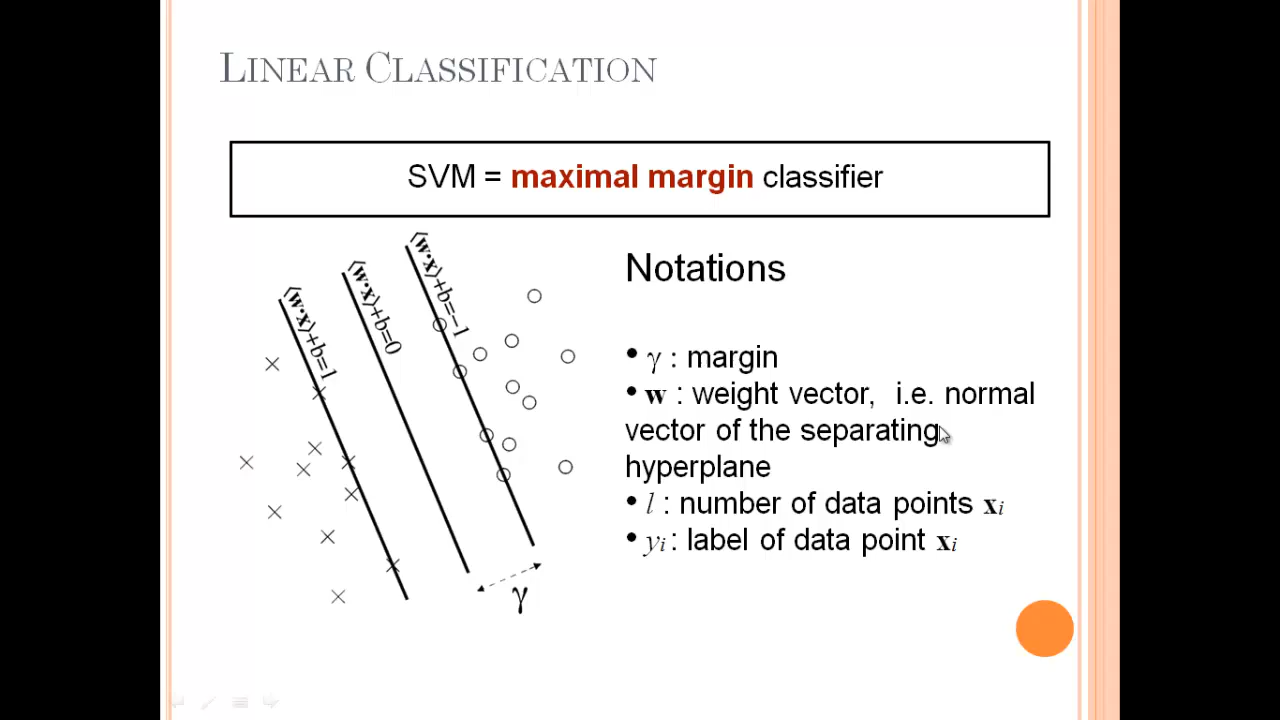 LINEAR CLASSIFICATION
SVM = maximal margin classifier
⟨w·x⟩+b=1
⟨w·x⟩+b=0
⟨w·x⟩+b=−1
γ
Notations
• γ : margin
• w : weight vector, i.e. normal
vector of the separating
hyperplane
• l : number of data points xi
• yi : label of data point xi